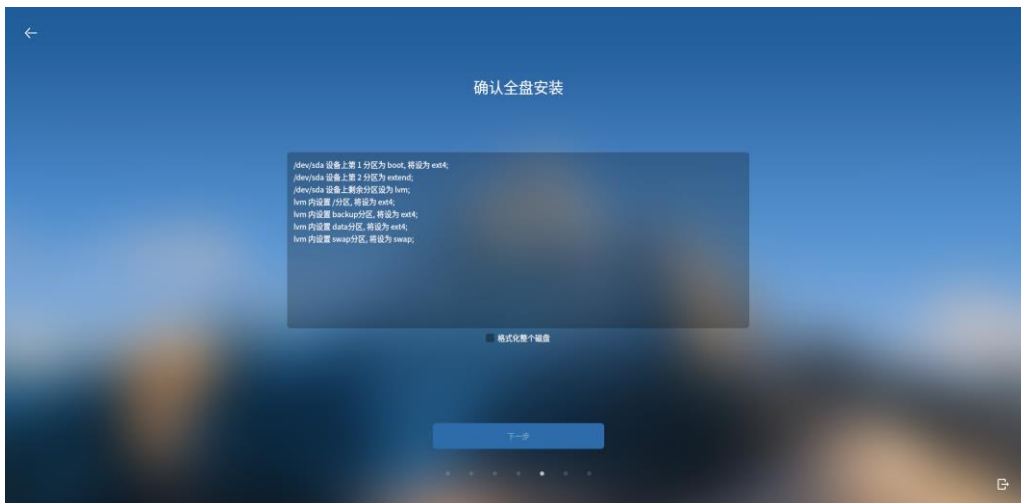 确认全盘安装
/dev/sda 设备上第 1 分区为 boot, 将设为 ext4;
/dev/sda 设备上第 2 分区为 extend;
/dev/sda 设备上剩余分区设为 lvm;
lvm 内设置 /分区, 将设为 ext4;
lvm 内设置 backup分区, 将设为 ext4;
lvm 内设置 data分区, 将设为 ext4;
lvm 内设置 swap分区, 将设为 swap;
格式化整个磁盘
下一步